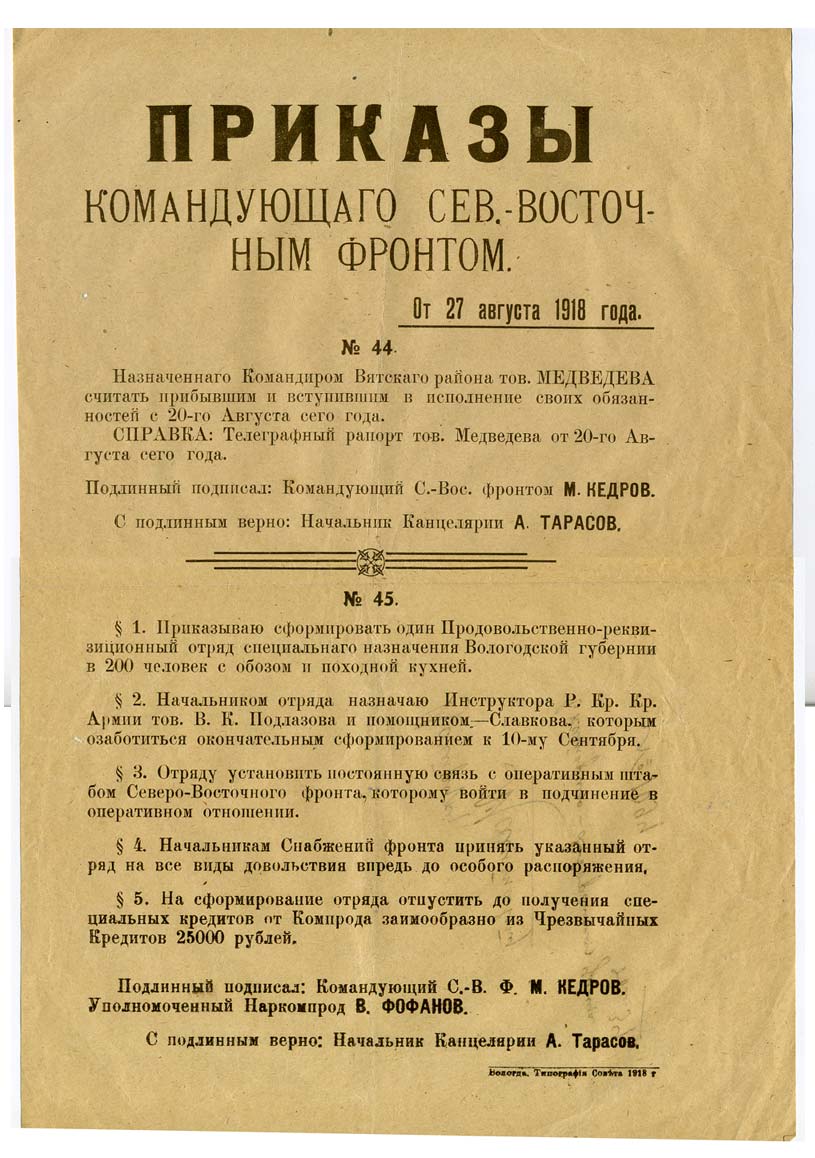 ПРИКАЗЫ
КОМАНДУЮЩАГО СЕВ.-ВОСТОЧ-
НЫМ ФРОНТОМ.
От 27 августа 1918 года.
№ 44.
Назначеннаго Командиром Вятскаго района тов. МЕДВЕДЕВА
считать прибывшим и вступившим в исполнение своих обязан-
ностей с 20-го Августа сего года.
СПРАВКА: Телеграфный рапорт тов. Медведева от 20-го Ав-
густа сего года.
Подлинный подписал: Командующий С.-Вос. фронтом М. КЕДРОВ.
С подлинным верно: Начальник Канцелярии А. ТАРАСОВ.
№ 45.
§ 1. Приказываю сформировать один Продовольственно-рекви-
зиционный отряд специальнаго назначения Вологодской губернии
в 200 человек с обозом и походной кухней.
§ 2. Начальником отряда назначаю Инструктора Р. Кр. Кр.
Армии тов. В. К. Подлазова и помощником,—Славкова, которым
озаботиться окончательным сформированием к 10-му Сентября.
§ 3. Отряду установить постоянную связь с оперативным шта-
бом Северо-Восточного фронта, которому войти в подчинение в
оперативном отношении.
§ 4. Начальникам Снабжений фронта принять указанный от-
ряд на все виды довольствия впредь до особого распоряжения.
§ 5. На сформирование отряда отпустить до получения спе-
циальных кредитов от Компрода заимообразно из Чрезвычайных
Кредитов 25000 рублей.
Подлинный подписал: Командующий С.-В. Ф. М. КЕДРОВ.
Уполномоченный Наркомпрод В. ФОФАНОВ.
С подлинным верно: Начальник Канцелярии А. Тарасов.
Вологда. Типографія Совѣта 1918 г